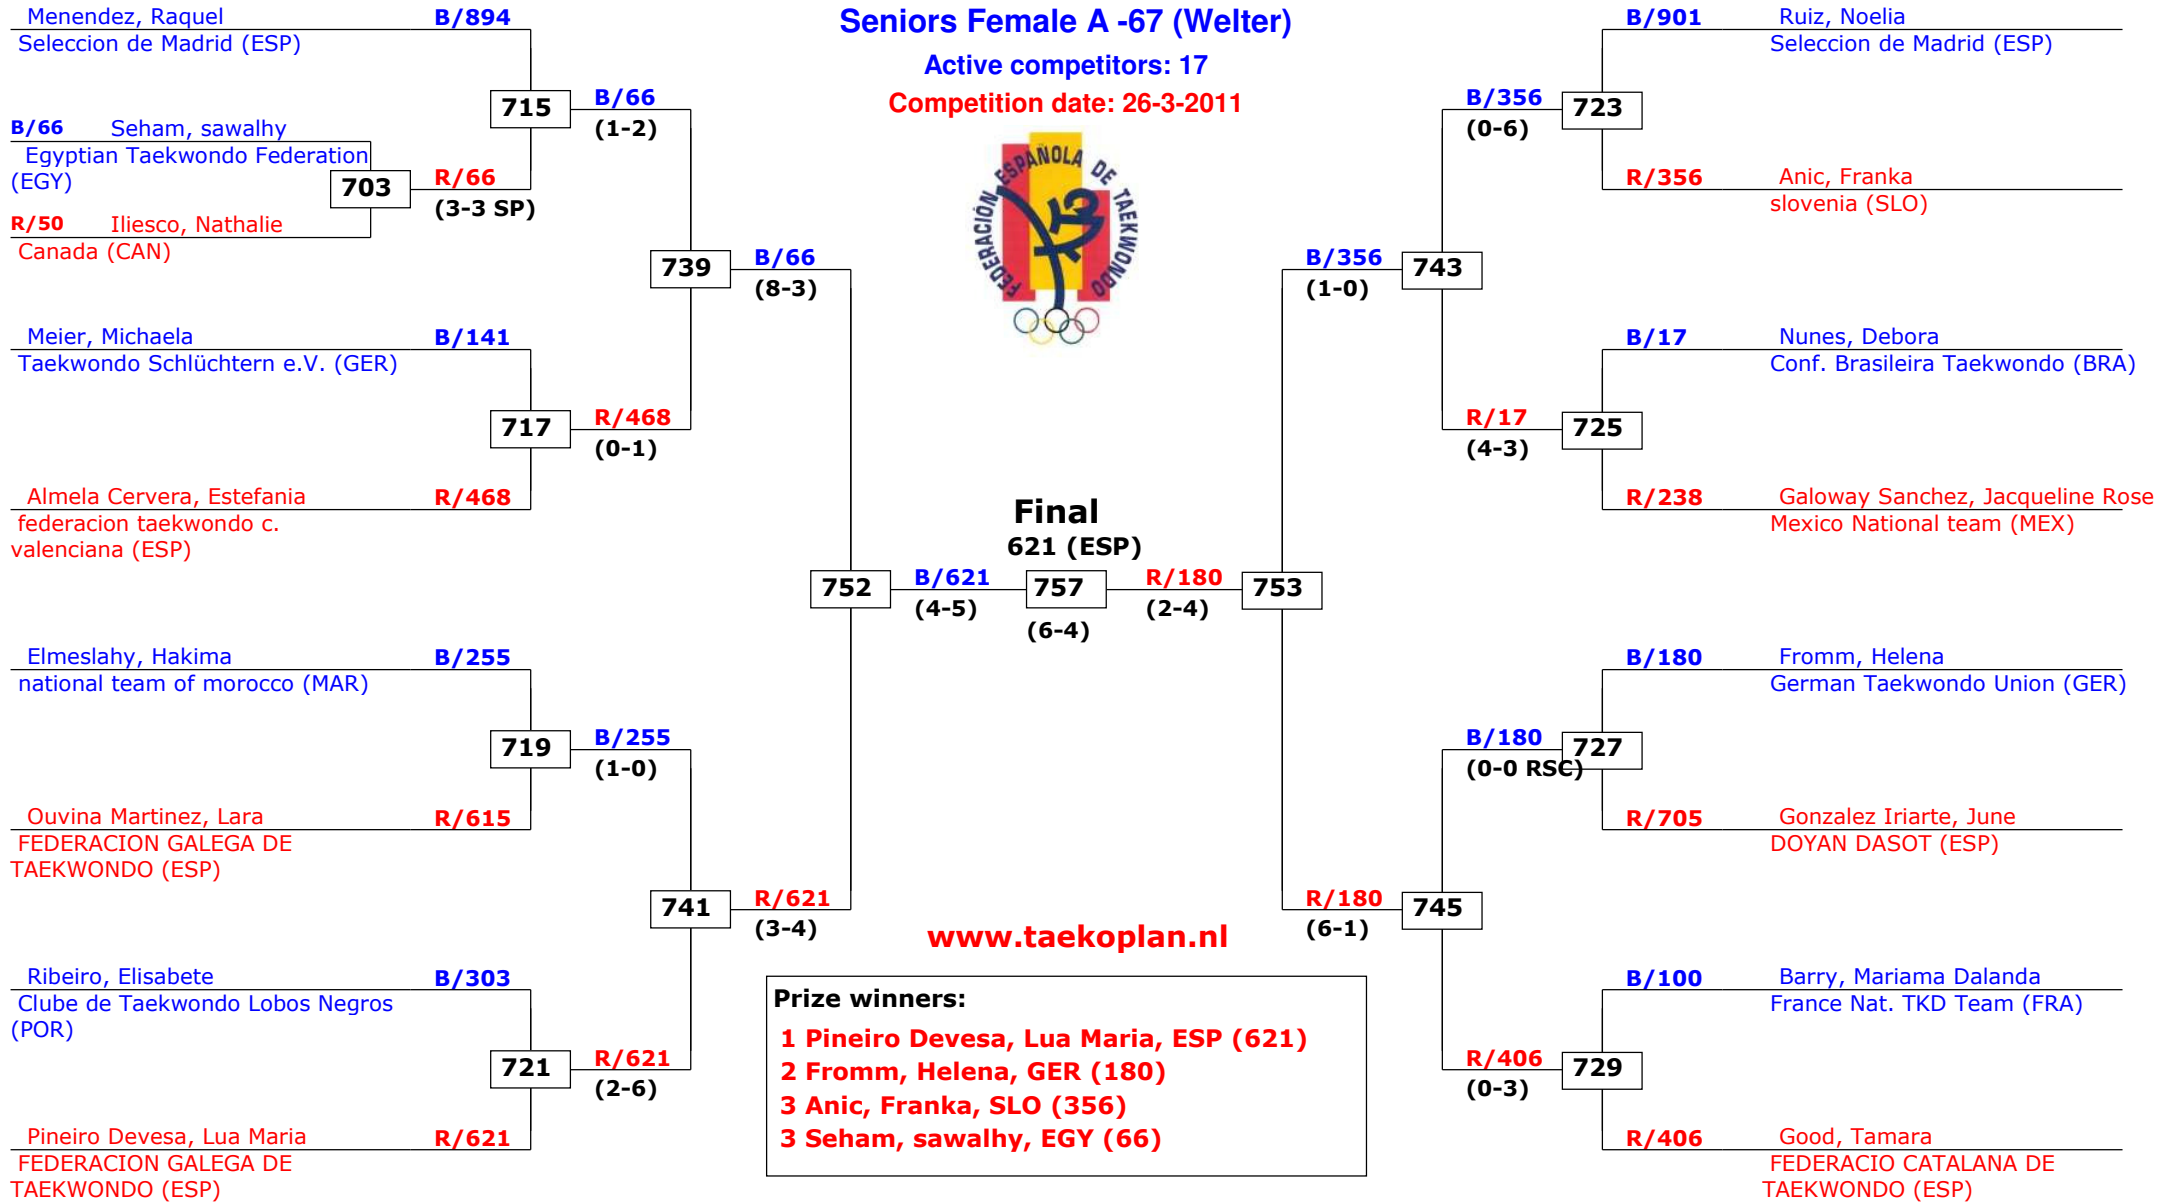 Seniors Female A -67 (Welter)
Active competitors: 17
Competition date: 26-3-2011
FEDERACIÓN ESPAÑOLA DE TAEKWONDO
Menendez, Raquel B/894
Seleccion de Madrid (ESP)
715
B/66
(1-2)
B/66 Seham, sawalhy
Egyptian Taekwondo Federation
(EGY)
703
R/66
(3-3 SP)
R/50 Iliesco, Nathalie
Canada (CAN)
739
B/66
(8-3)
Meier, Michaela B/141
Taekwondo Schlüchtern e.V. (GER)
717
R/468
(0-1)
Almela Cervera, Estefania R/468
federacion taekwondo c.
valenciana (ESP)
752
B/621
(4-5)
Final
621 (ESP)
757
(6-4)
R/180
(2-4)
753
Elmeslahy, Hakima B/255
national team of morocco (MAR)
719
B/255
(1-0)
Ouvina Martinez, Lara R/615
FEDERACION GALEGA DE
TAEKWONDO (ESP)
741
R/621
(3-4)
Ribeiro, Elisabete B/303
Clube de Taekwondo Lobos Negros
(POR)
721
R/621
(2-6)
Pineiro Devesa, Lua Maria R/621
FEDERACION GALEGA DE
TAEKWONDO (ESP)
B/901 Ruiz, Noelia
Seleccion de Madrid (ESP)
B/356
(0-6)
723
R/356 Anic, Franka
slovenia (SLO)
B/356
(1-0)
743
B/17 Nunes, Debora
Conf. Brasileira Taekwondo (BRA)
R/17
(4-3)
725
R/238 Galoway Sanchez, Jacqueline Rose
Mexico National team (MEX)
B/180 Fromm, Helena
German Taekwondo Union (GER)
B/180
(0-0 RSC)
727
R/705 Gonzalez Iriarte, June
DOYAN DASOT (ESP)
R/180
(6-1)
745
B/100 Barry, Mariama Dalanda
France Nat. TKD Team (FRA)
R/406
(0-3)
729
R/406 Good, Tamara
FEDERACIO CATALANA DE
TAEKWONDO (ESP)
www.taekoplan.nl
Prize winners:
1 Pineiro Devesa, Lua Maria, ESP (621)
2 Fromm, Helena, GER (180)
3 Anic, Franka, SLO (356)
3 Seham, sawalhy, EGY (66)